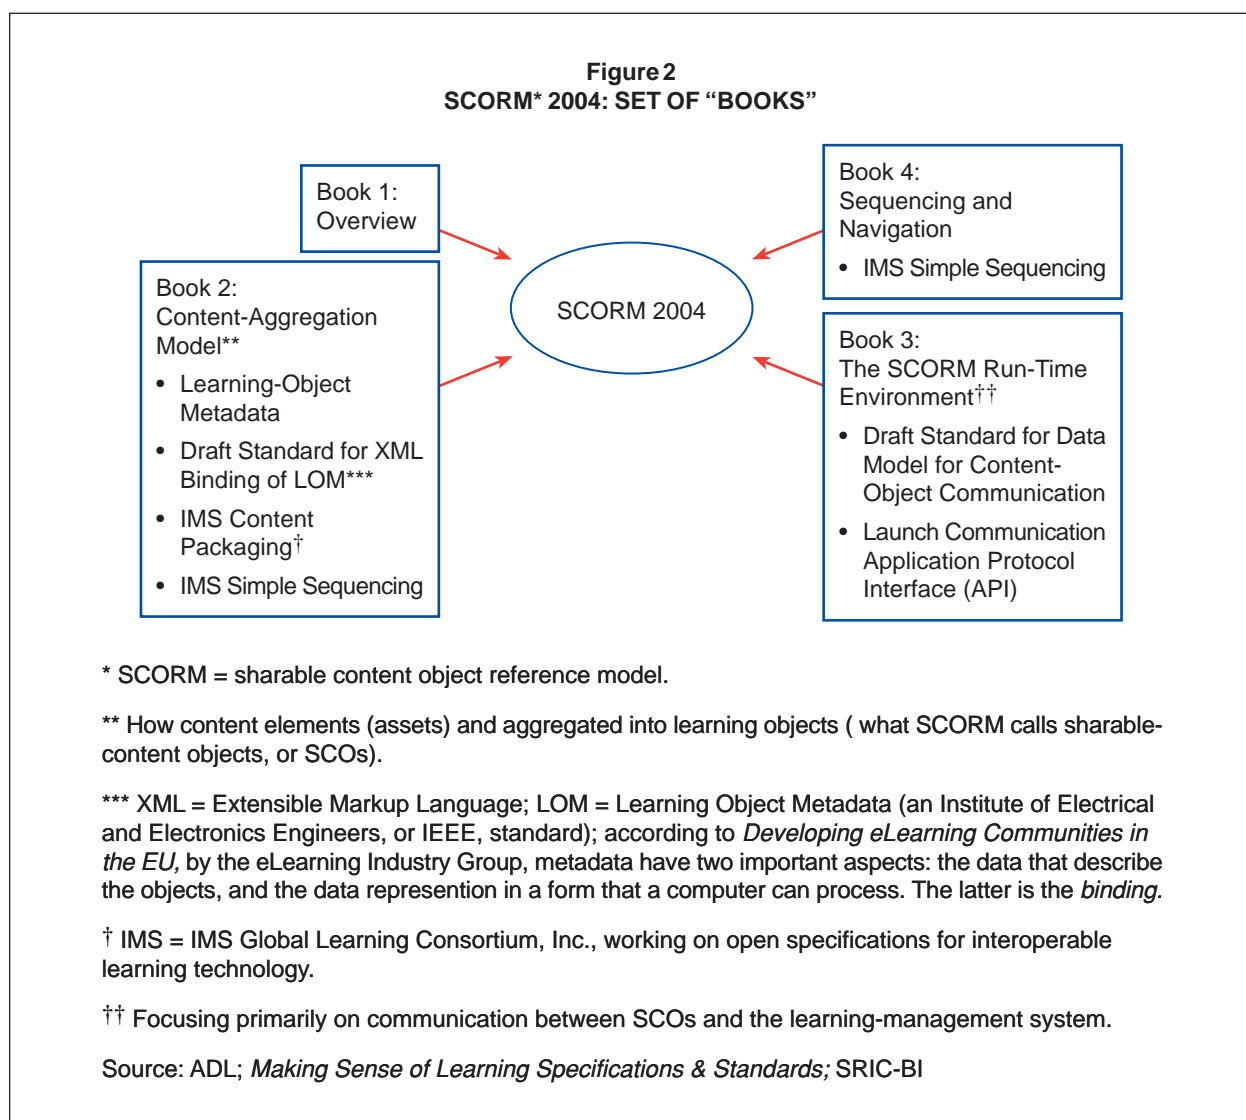 Figure 2
SCORM* 2004: SET OF “BOOKS”
Book 1:
Overview
Book 2:
Content-Aggregation
Model**
• Learning-Object
Metadata
• Draft Standard for XML
Binding of LOM***
• IMS Content
Packaging†
• IMS Simple Sequencing
SCORM 2004
Book 4:
Sequencing and
Navigation
• IMS Simple Sequencing
Book 3:
The SCORM Run-Time
Environment††
• Draft Standard for Data
Model for Content-
Object Communication
• Launch Communication
Application Protocol
Interface (API)
* SCORM = sharable content object reference model.
** How content elements (assets) and aggregated into learning objects ( what SCORM calls sharable-
content objects, or SCOs).
*** XML = Extensible Markup Language; LOM = Learning Object Metadata (an Institute of Electrical
and Electronics Engineers, or IEEE, standard); according to Developing eLearning Communities in
the EU, by the eLearning Industry Group, metadata have two important aspects: the data that describe
the objects, and the data represention in a form that a computer can process. The latter is the binding.
† IMS = IMS Global Learning Consortium, Inc., working on open specifications for interoperable
learning technology.
†† Focusing primarily on communication between SCOs and the learning-management system.
Source: ADL; Making Sense of Learning Specifications & Standards; SRIC-BI